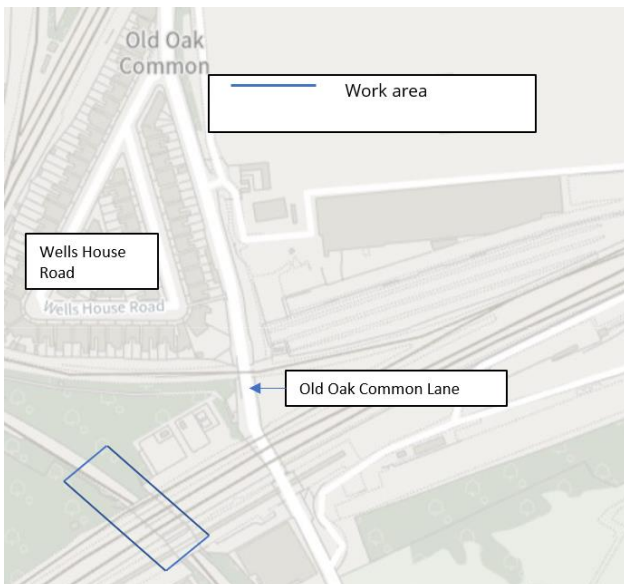 Old Oak
Common
Work area
Wells House
Road
Wells House Road
Old Oak Common Lane